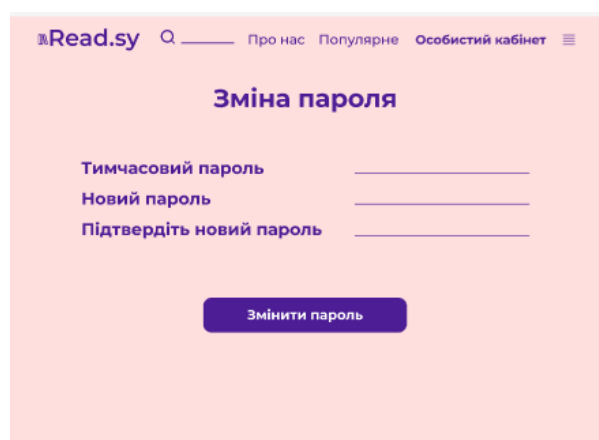 Read.sy Про нас Популярне Особистий кабінет
Зміна пароля
Тимчасовий пароль
Новий пароль
Підтвердіть новий пароль
Змінити пароль